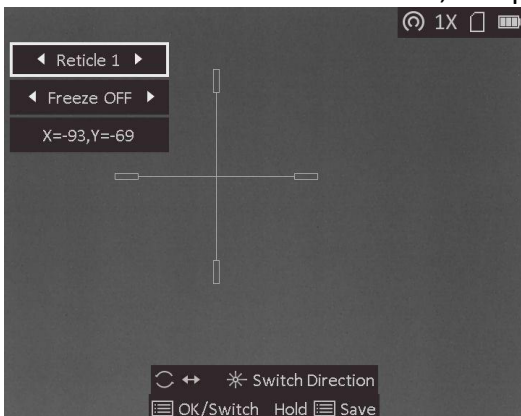 1X
Reticle 1
Freeze OFF
X=-93,Y=-69
Switch Direction
OK/Switch Hold Save